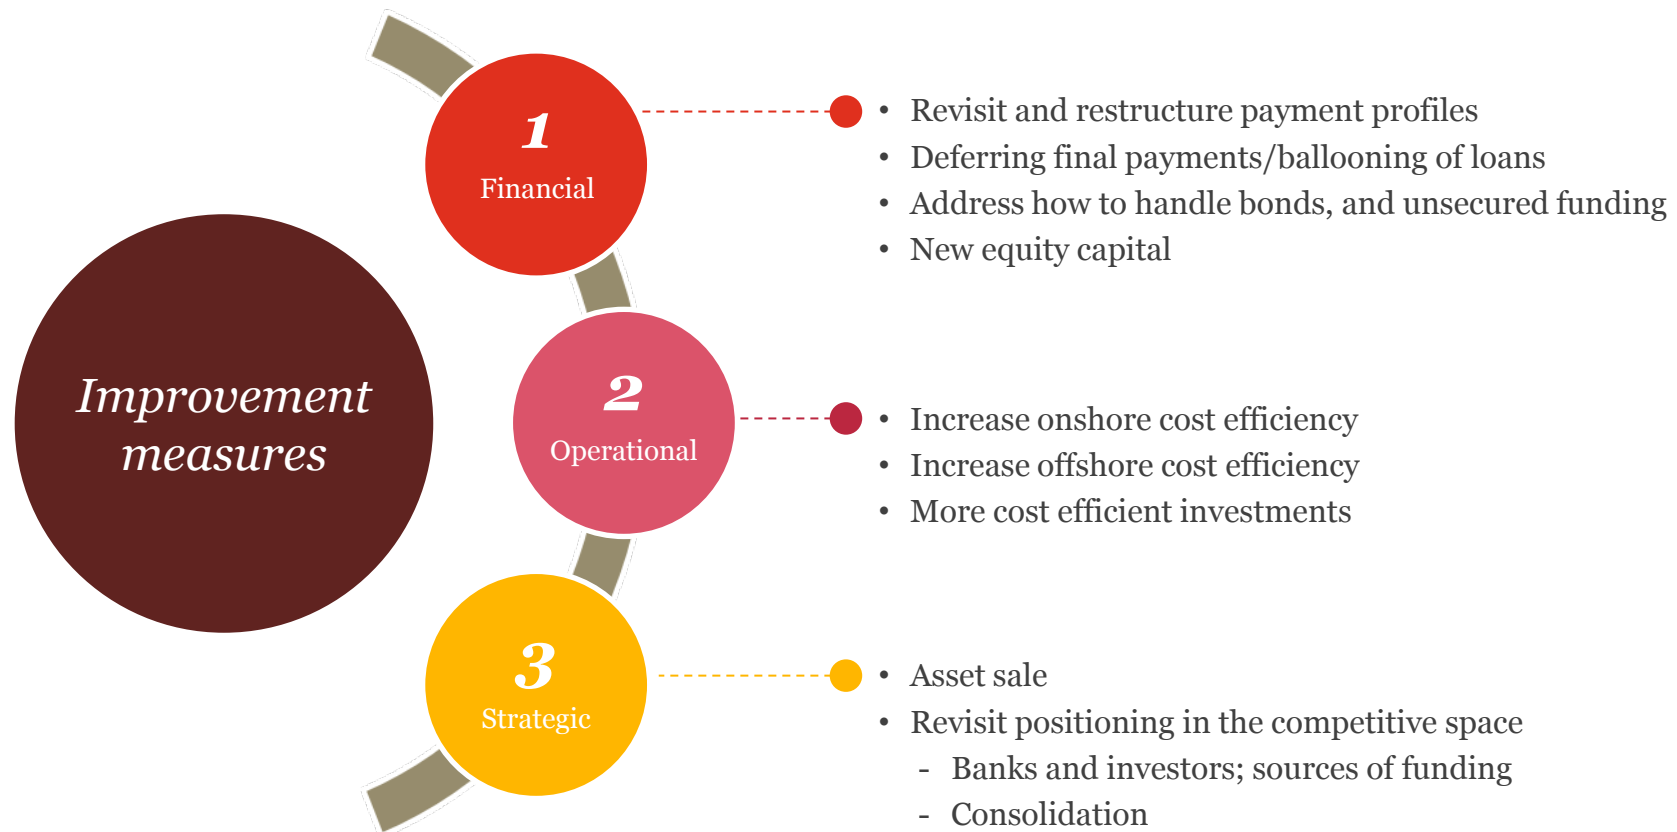 Improvement
measures
1
Financial
• Revisit and restructure payment profiles
• Deferring final payments/ballooning of loans
• Address how to handle bonds, and unsecured funding
• New equity capital
2
Operational
• Increase onshore cost efficiency
• Increase offshore cost efficiency
• More cost efficient investments
3
Strategic
• Asset sale
• Revisit positioning in the competitive space
- Banks and investors; sources of funding
- Consolidation